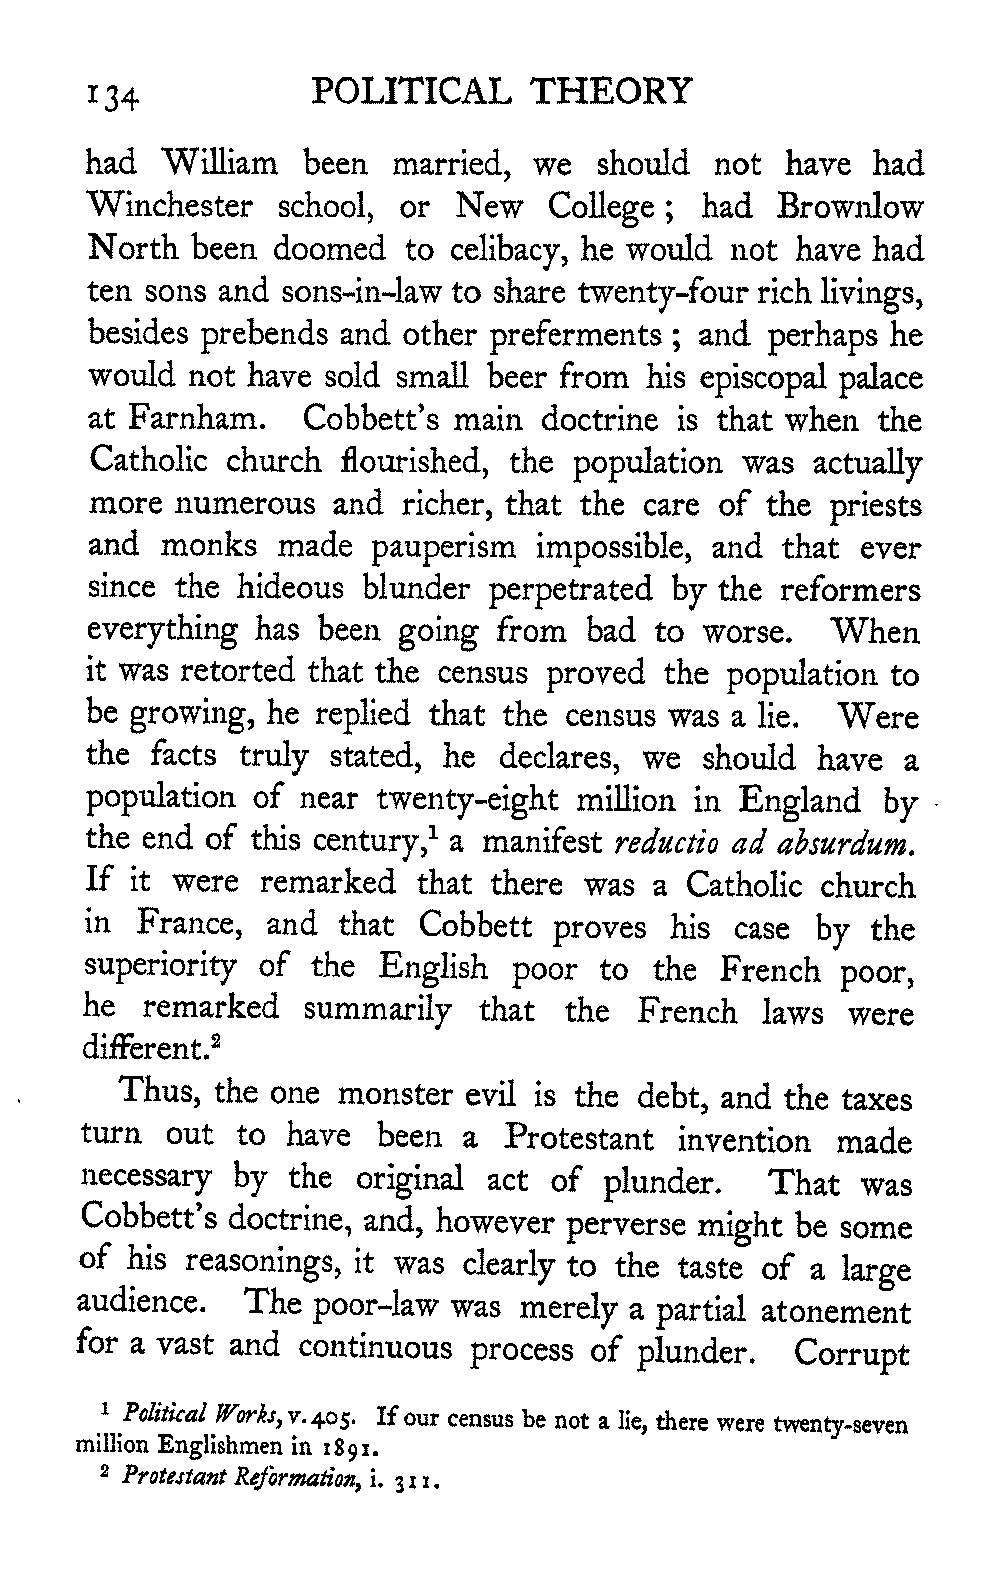 134 POLITICAL THEORY
had William been married, we should not have had
Winchester school, or New College ; had Brownlow
North been doomed to celibacy, he would not have had
ten sons and sons-in-law to share twenty-four rich livings,
besides prebends and other preferments ; and perhaps he
would not have sold small beer from his episcopal palace
at Farnham. Cobbett's main doctrine is that when the
Catholic church flourished, the population was actually
more numerous and richer, that the care of the priests
and monks made pauperism impossible, and that ever
since the hideous blunder perpetrated by the reformers
everything has been going from bad to worse. When
it was retorted that the census proved the population to
be growing, he replied that the census was a lie. Were
the facts truly stated, he declares, we should have a
population of near twenty-eight million in England by
the end of this century,¹ a manifest reductio ad absurdum.
If it were remarked that there was a Catholic church
in France, and that Cobbett proves his case by the
superiority of the English poor to the French poor,
he remarked summarily that the French laws were
different.²
Thus, the one monster evil is the debt, and the taxes
turn out to have been a Protestant invention made
necessary by the original act of plunder. That was
Cobbett's doctrine, and, however perverse might be some
of his reasonings, it was clearly to the taste of a large
audience. The poor-law was merely a partial atonement
for a vast and continuous process of plunder. Corrupt
¹ Political Works, v. 405. If our census be not a lie, there were twenty-seven
million Englishmen in 1891.
² Protestant Reformation, i. 311.